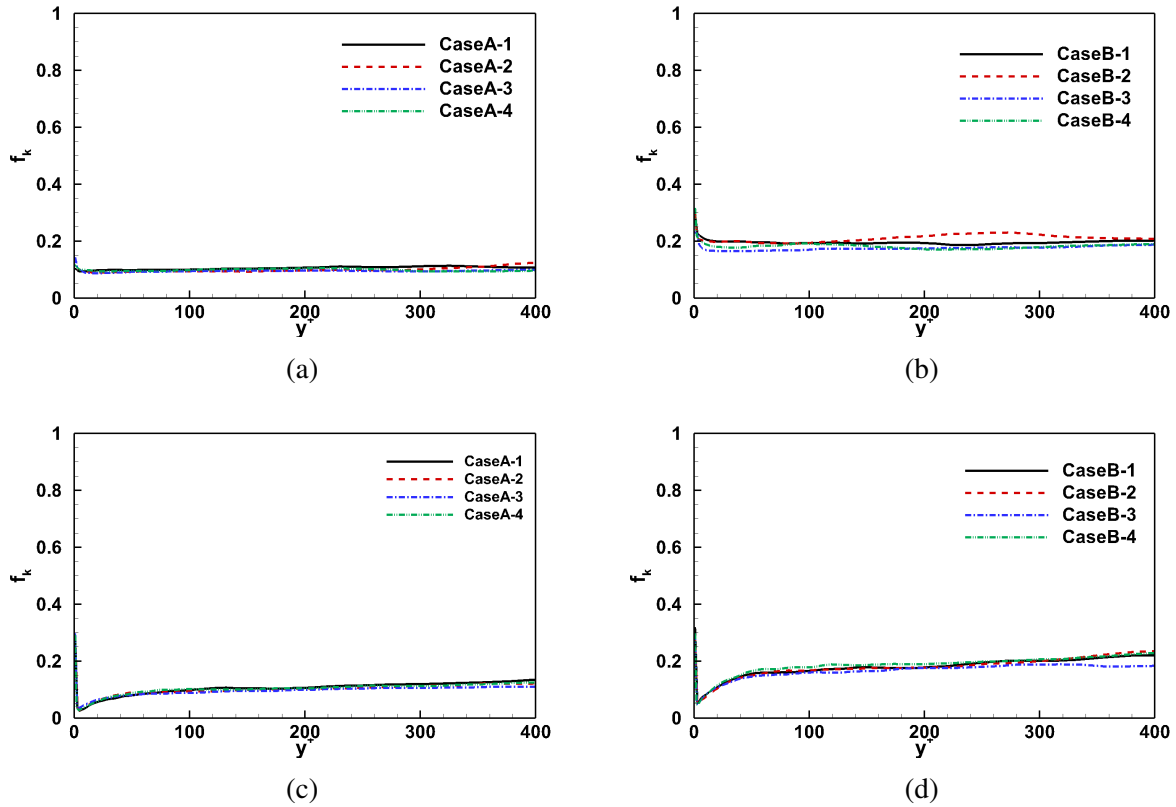 1
0.8
0.6
0.4
0.2
0
f_k
0 100 200 300 400
y^+
CaseA-1
CaseA-2
CaseA-3
CaseA-4
(a)
1
0.8
0.6
0.4
0.2
0
f_k
0 100 200 300 400
y^+
CaseB-1
CaseB-2
CaseB-3
CaseB-4
(b)
1
0.8
0.6
0.4
0.2
0
f_k
0 100 200 300 400
y^+
CaseA-1
CaseA-2
CaseA-3
CaseA-4
(c)
1
0.8
0.6
0.4
0.2
0
f_k
0 100 200 300 400
y^+
CaseB-1
CaseB-2
CaseB-3
CaseB-4
(d)